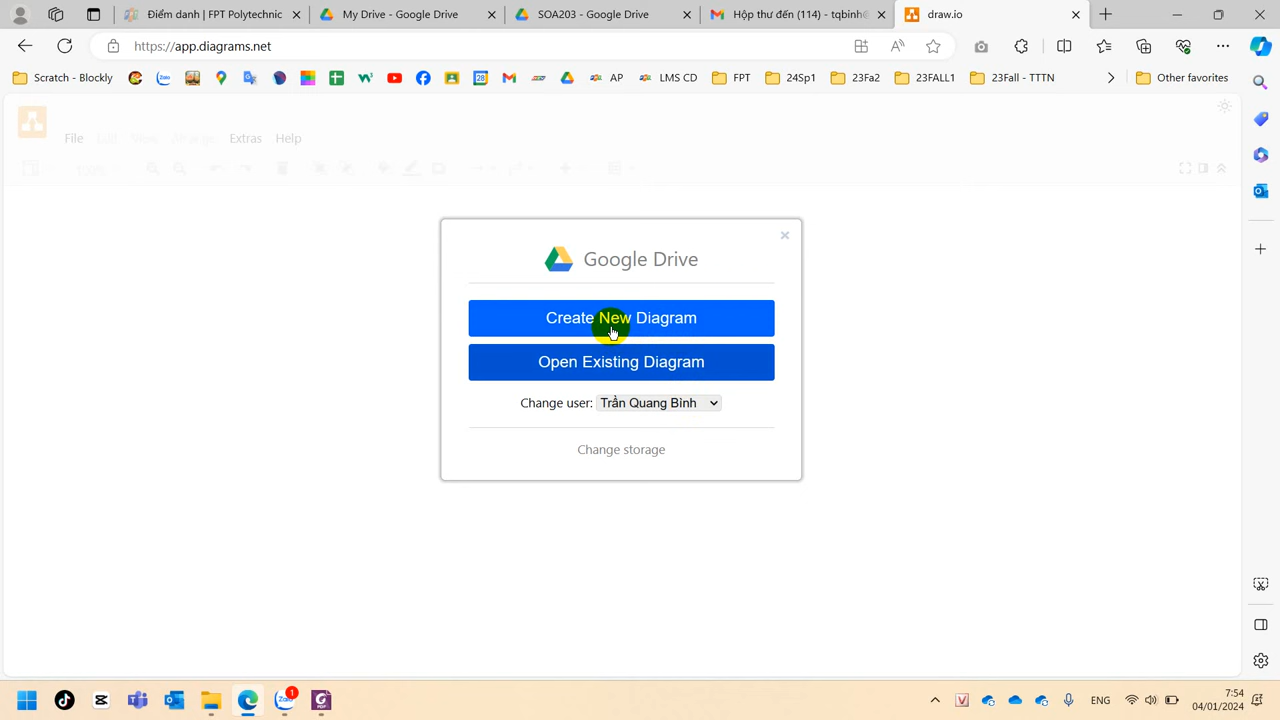 Điểm danh | FPT Polytechnic
My Drive - Google Drive
SOA203 - Google Drive
Hộp thư đến (114) - tqbinh@
draw.io
https://app.diagrams.net
Scratch - Blockly
AP
LMS CD
FPT
24Sp1
23Fa2
23FALL1
23Fall - TTTN
Other favorites
File Edit View Arrange Extras Help
100%
Google Drive
Create New Diagram
Open Existing Diagram
Change user: Trần Quang Bình
Change storage
Zalo
1
ENG
7:54
04/01/2024